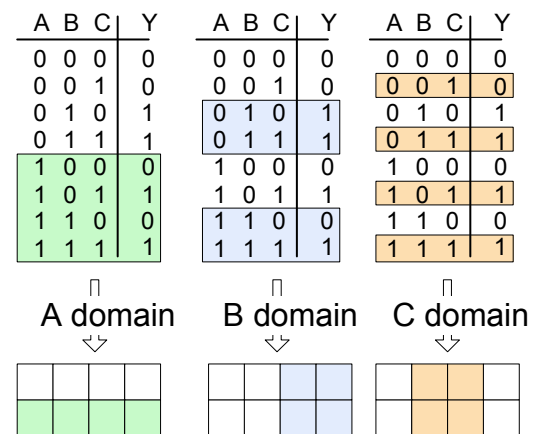 A B C Y A B C Y A B C Y
0 0 0 0 0 0 0 0 0 0 0 0
0 0 1 0 0 0 1 0 0 0 1 0
0 1 0 1 0 1 0 1 0 1 0 1
0 1 1 1 0 1 1 1 0 1 1 1
1 0 0 0 1 0 0 0 1 0 0 0
1 0 1 1 1 0 1 1 1 0 1 1
1 1 0 0 1 1 0 0 1 1 0 0
1 1 1 1 1 1 1 1 1 1 1 1
A domain B domain C domain